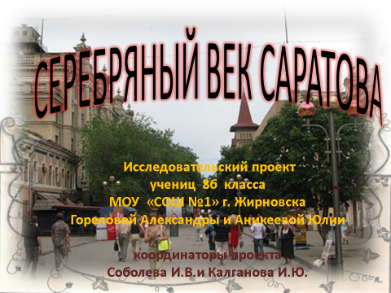 СЕРЕБРЯНЫЙ ВЕК САРАТОВА
Исследовательский проект
учениц 8б класса
МОУ «СОШ №1» г. Жирновска
Гореловой Александры и Аникеевой Юлии
координаторы проекта
Соболева И.В.и Калганова И.Ю.